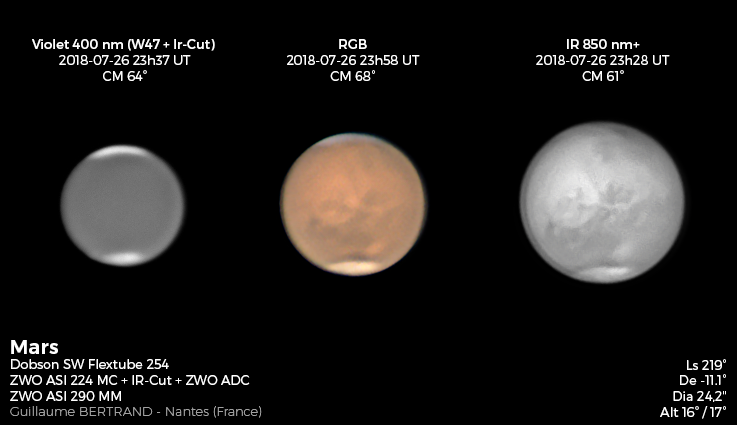 Violet 400 nm (W47 + Ir-Cut)
2018-07-26 23h37 UT
CM 64°
RGB
2018-07-26 23h58 UT
CM 68°
IR 850 nm+
2018-07-26 23h28 UT
CM 61°
Mars
Dobson SW Flextube 254
ZWO ASI 224 MC + IR-Cut + ZWO ADC
ZWO ASI 290 MM
Guillaume BERTRAND - Nantes (France)
Ls 219°
De -11.1°
Dia 24,2"
Alt 16° / 17°